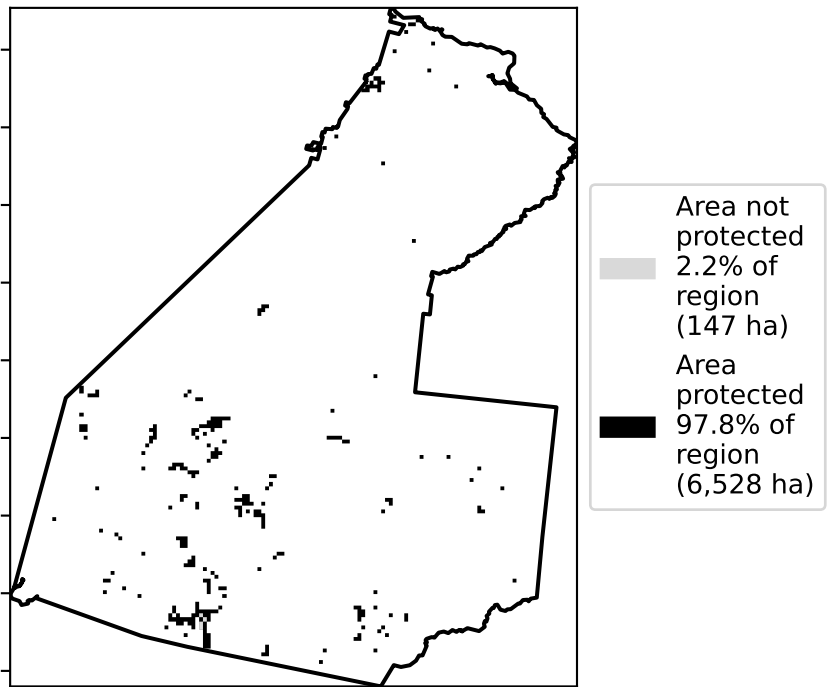 Area not
protected
2.2% of
region
(147 ha)
Area
protected
97.8% of
region
(6,528 ha)